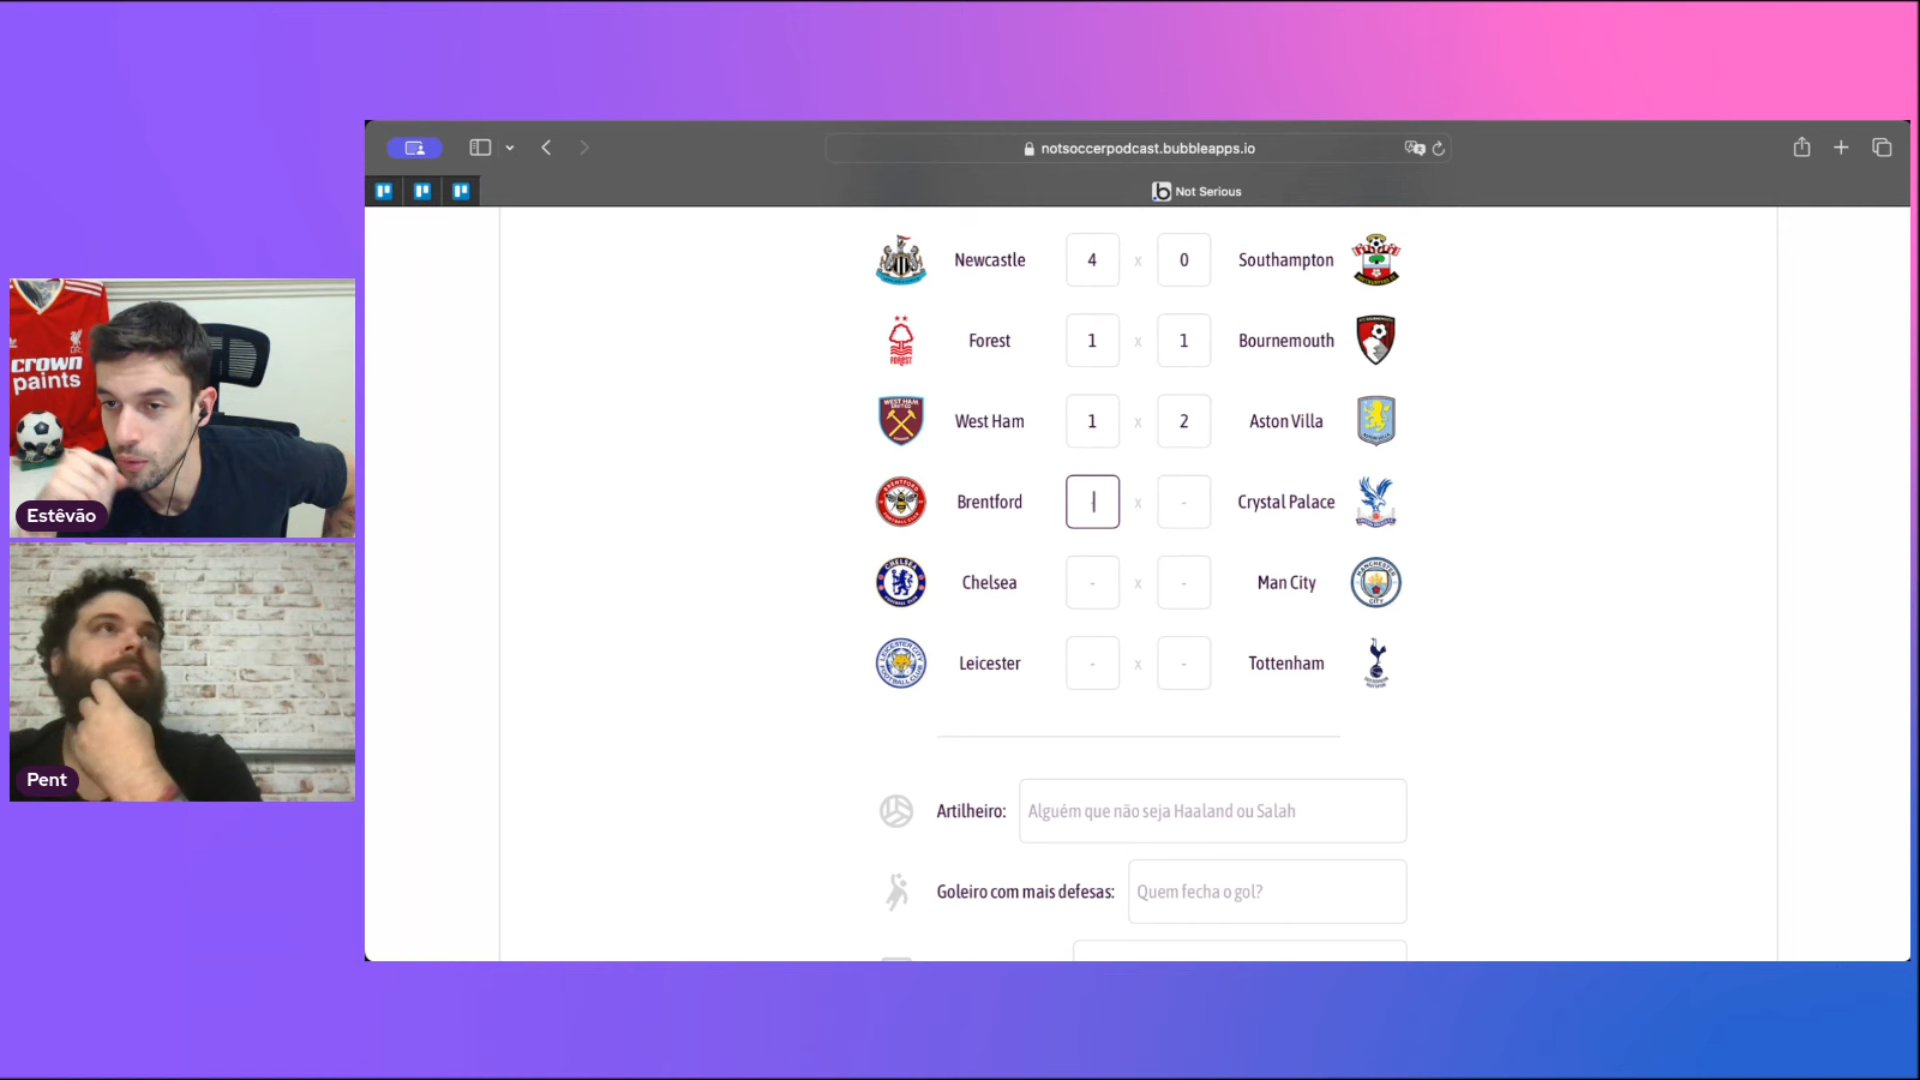 notsoccerpodcast.bubbleapps.io
Not Serious
Newcastle 4 x 0 Southampton
Forest 1 x 1 Bournemouth
West Ham 1 x 2 Aston Villa
Brentford - x - Crystal Palace
Chelsea - x - Man City
Leicester - x - Tottenham
Artilheiro: Alguém que não seja Haaland ou Salah
Goleiro com mais defesas: Quem fecha o gol?
crown
paints
Estêvão
Pent